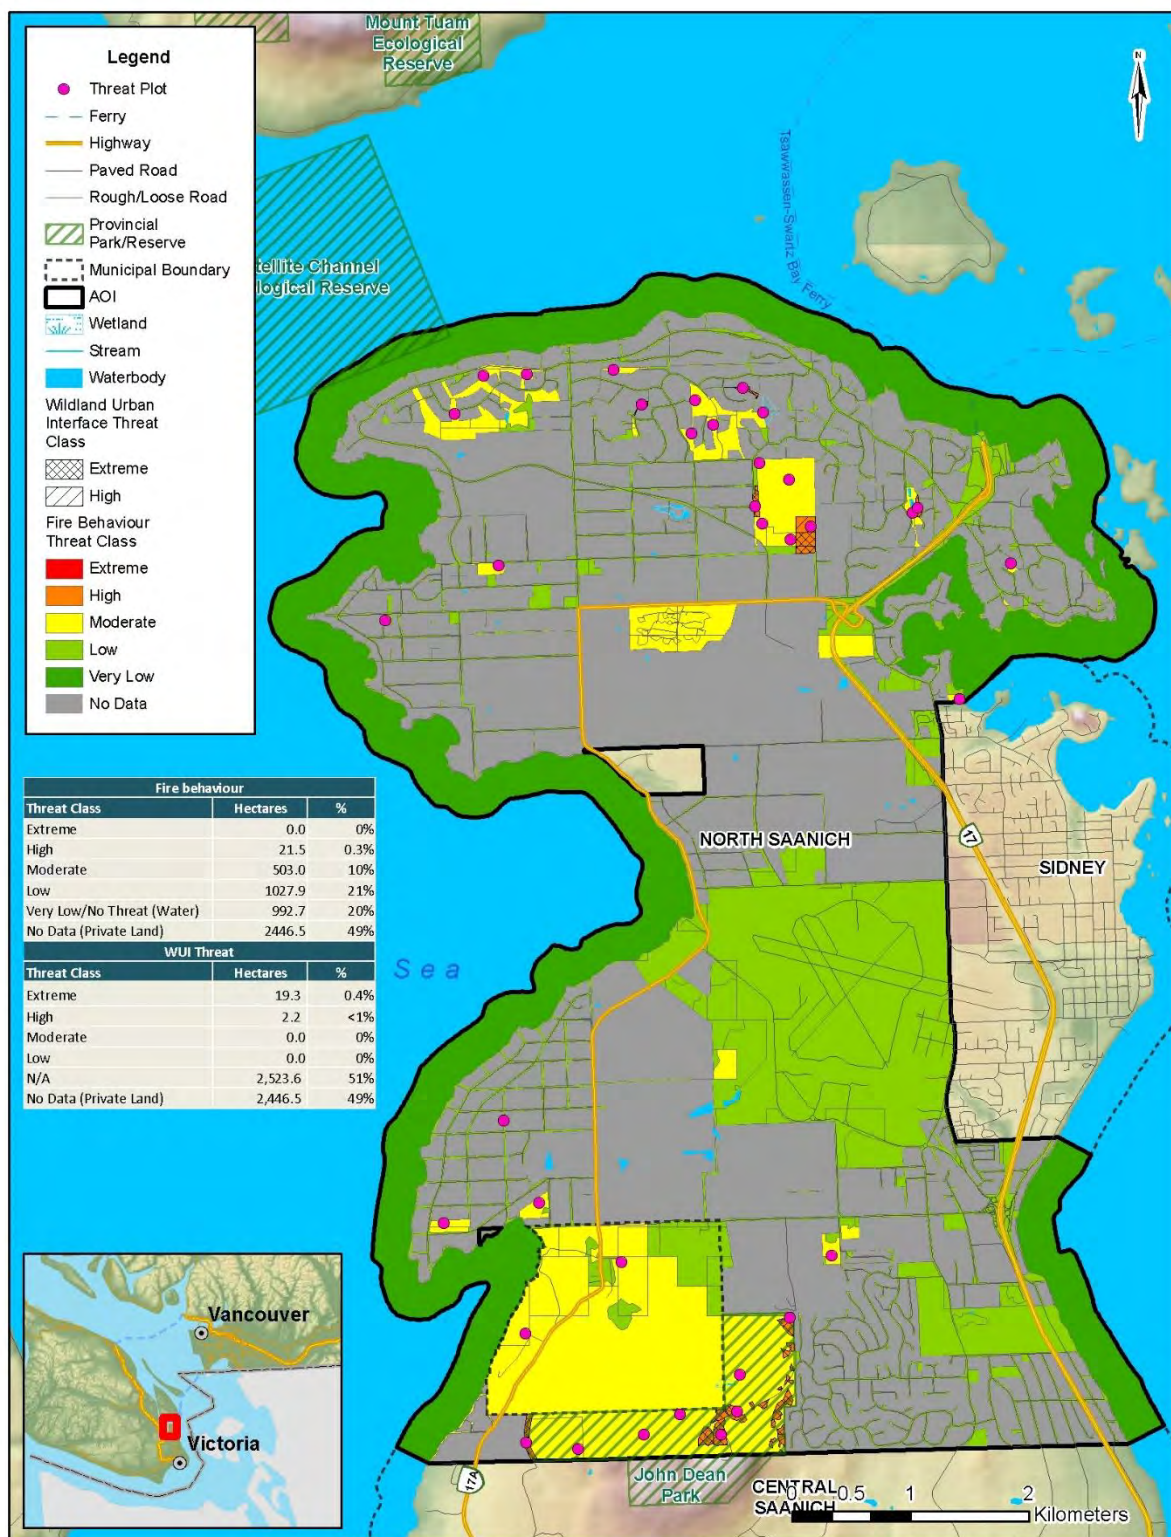 Mount Tuam
Ecological
Reserve
N
Legend
Threat Plot
Ferry
Highway
Paved Road
Rough/Loose Road
Provincial
Park/Reserve
Municipal Boundary
AOI
Wetland
Stream
Waterbody
Wildland Urban
Interface Threat
Class
Extreme
High
Fire Behaviour
Threat Class
Extreme
High
Moderate
Low
Very Low
No Data
tellite Channel
logical Reserve
Tsawwassen-Swartz Bay Ferry
Fire behaviour
Threat Class Hectares %
Extreme 0.0 0%
High 21.5 0.3%
Moderate 503.0 10%
Low 1027.9 21%
Very Low/No Threat (Water) 992.7 20%
No Data (Private Land) 2446.5 49%
WUI Threat
Threat Class Hectares %
Extreme 19.3 0.4%
High 2.2 <1%
Moderate 0.0 0%
Low 0.0 0%
N/A 2,523.6 51%
No Data (Private Land) 2,446.5 49%
NORTH SAANICH
17
SIDNEY
Sea
Vancouver
Victoria
17A
John Dean
Park
CENTRAL
SAANICH
0 0.5 1 2
Kilometers